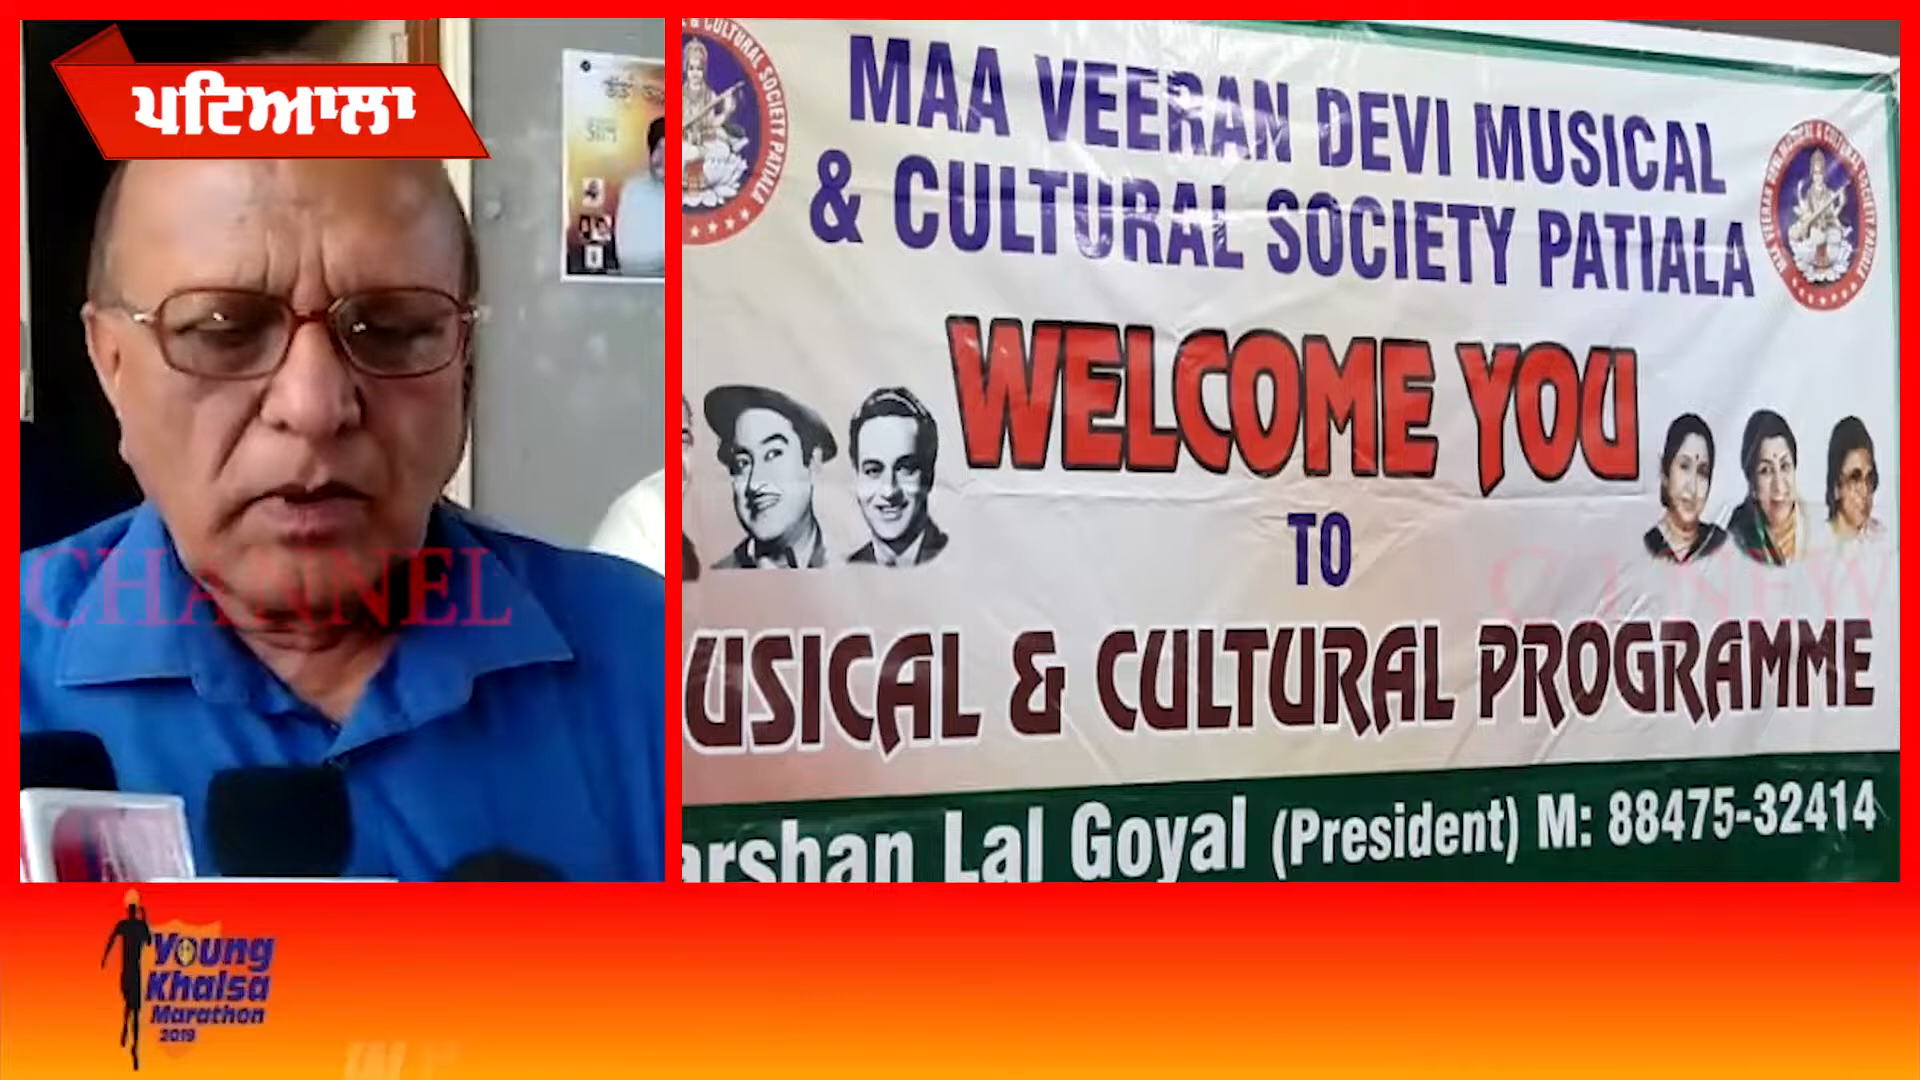 ਪਟਿਆਲਾ
MAA VEERAN DEVI MUSICAL
& CULTURAL SOCIETY PATIALA
WELCOME YOU
TO
USICAL & CULTURAL PROGRAMME
arshan Lal Goyal (President) M: 88475-32414
CHANNEL
Young
Khalsa
Marathon
2019